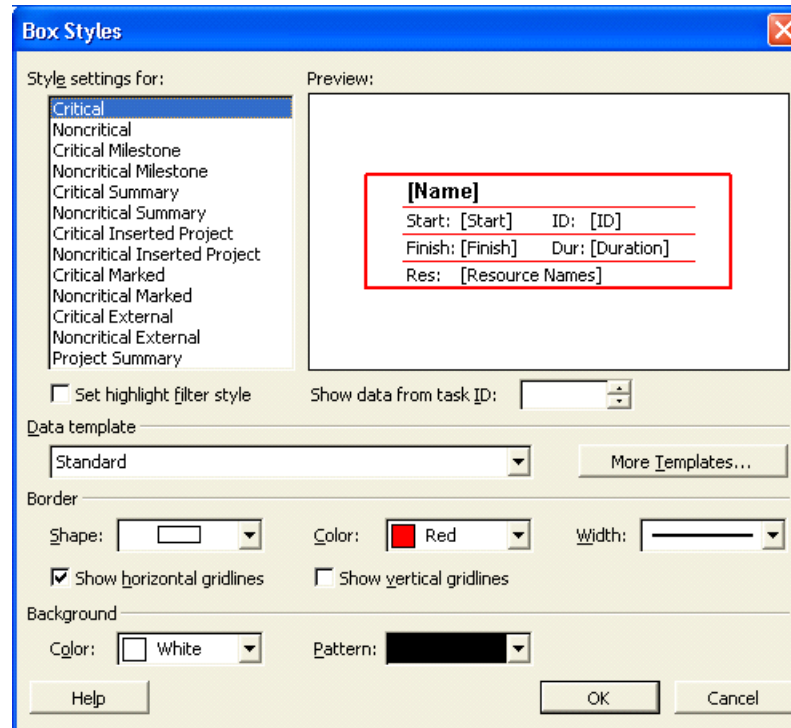 Box Styles
Style settings for:
Preview:
Critical
Noncritical
Critical Milestone
Noncritical Milestone
Critical Summary
Noncritical Summary
Critical Inserted Project
Noncritical Inserted Project
Critical Marked
Noncritical Marked
Critical External
Noncritical External
Project Summary
[Name]
Start: [Start] ID: [ID]
Finish: [Finish] Dur: [Duration]
Res: [Resource Names]
Set highlight filter style
Show data from task ID:
Data template
Standard
More Templates...
Border
Shape:
Color: Red
Width:
Show horizontal gridlines
Show vertical gridlines
Background
Color: White
Pattern:
Help
OK
Cancel